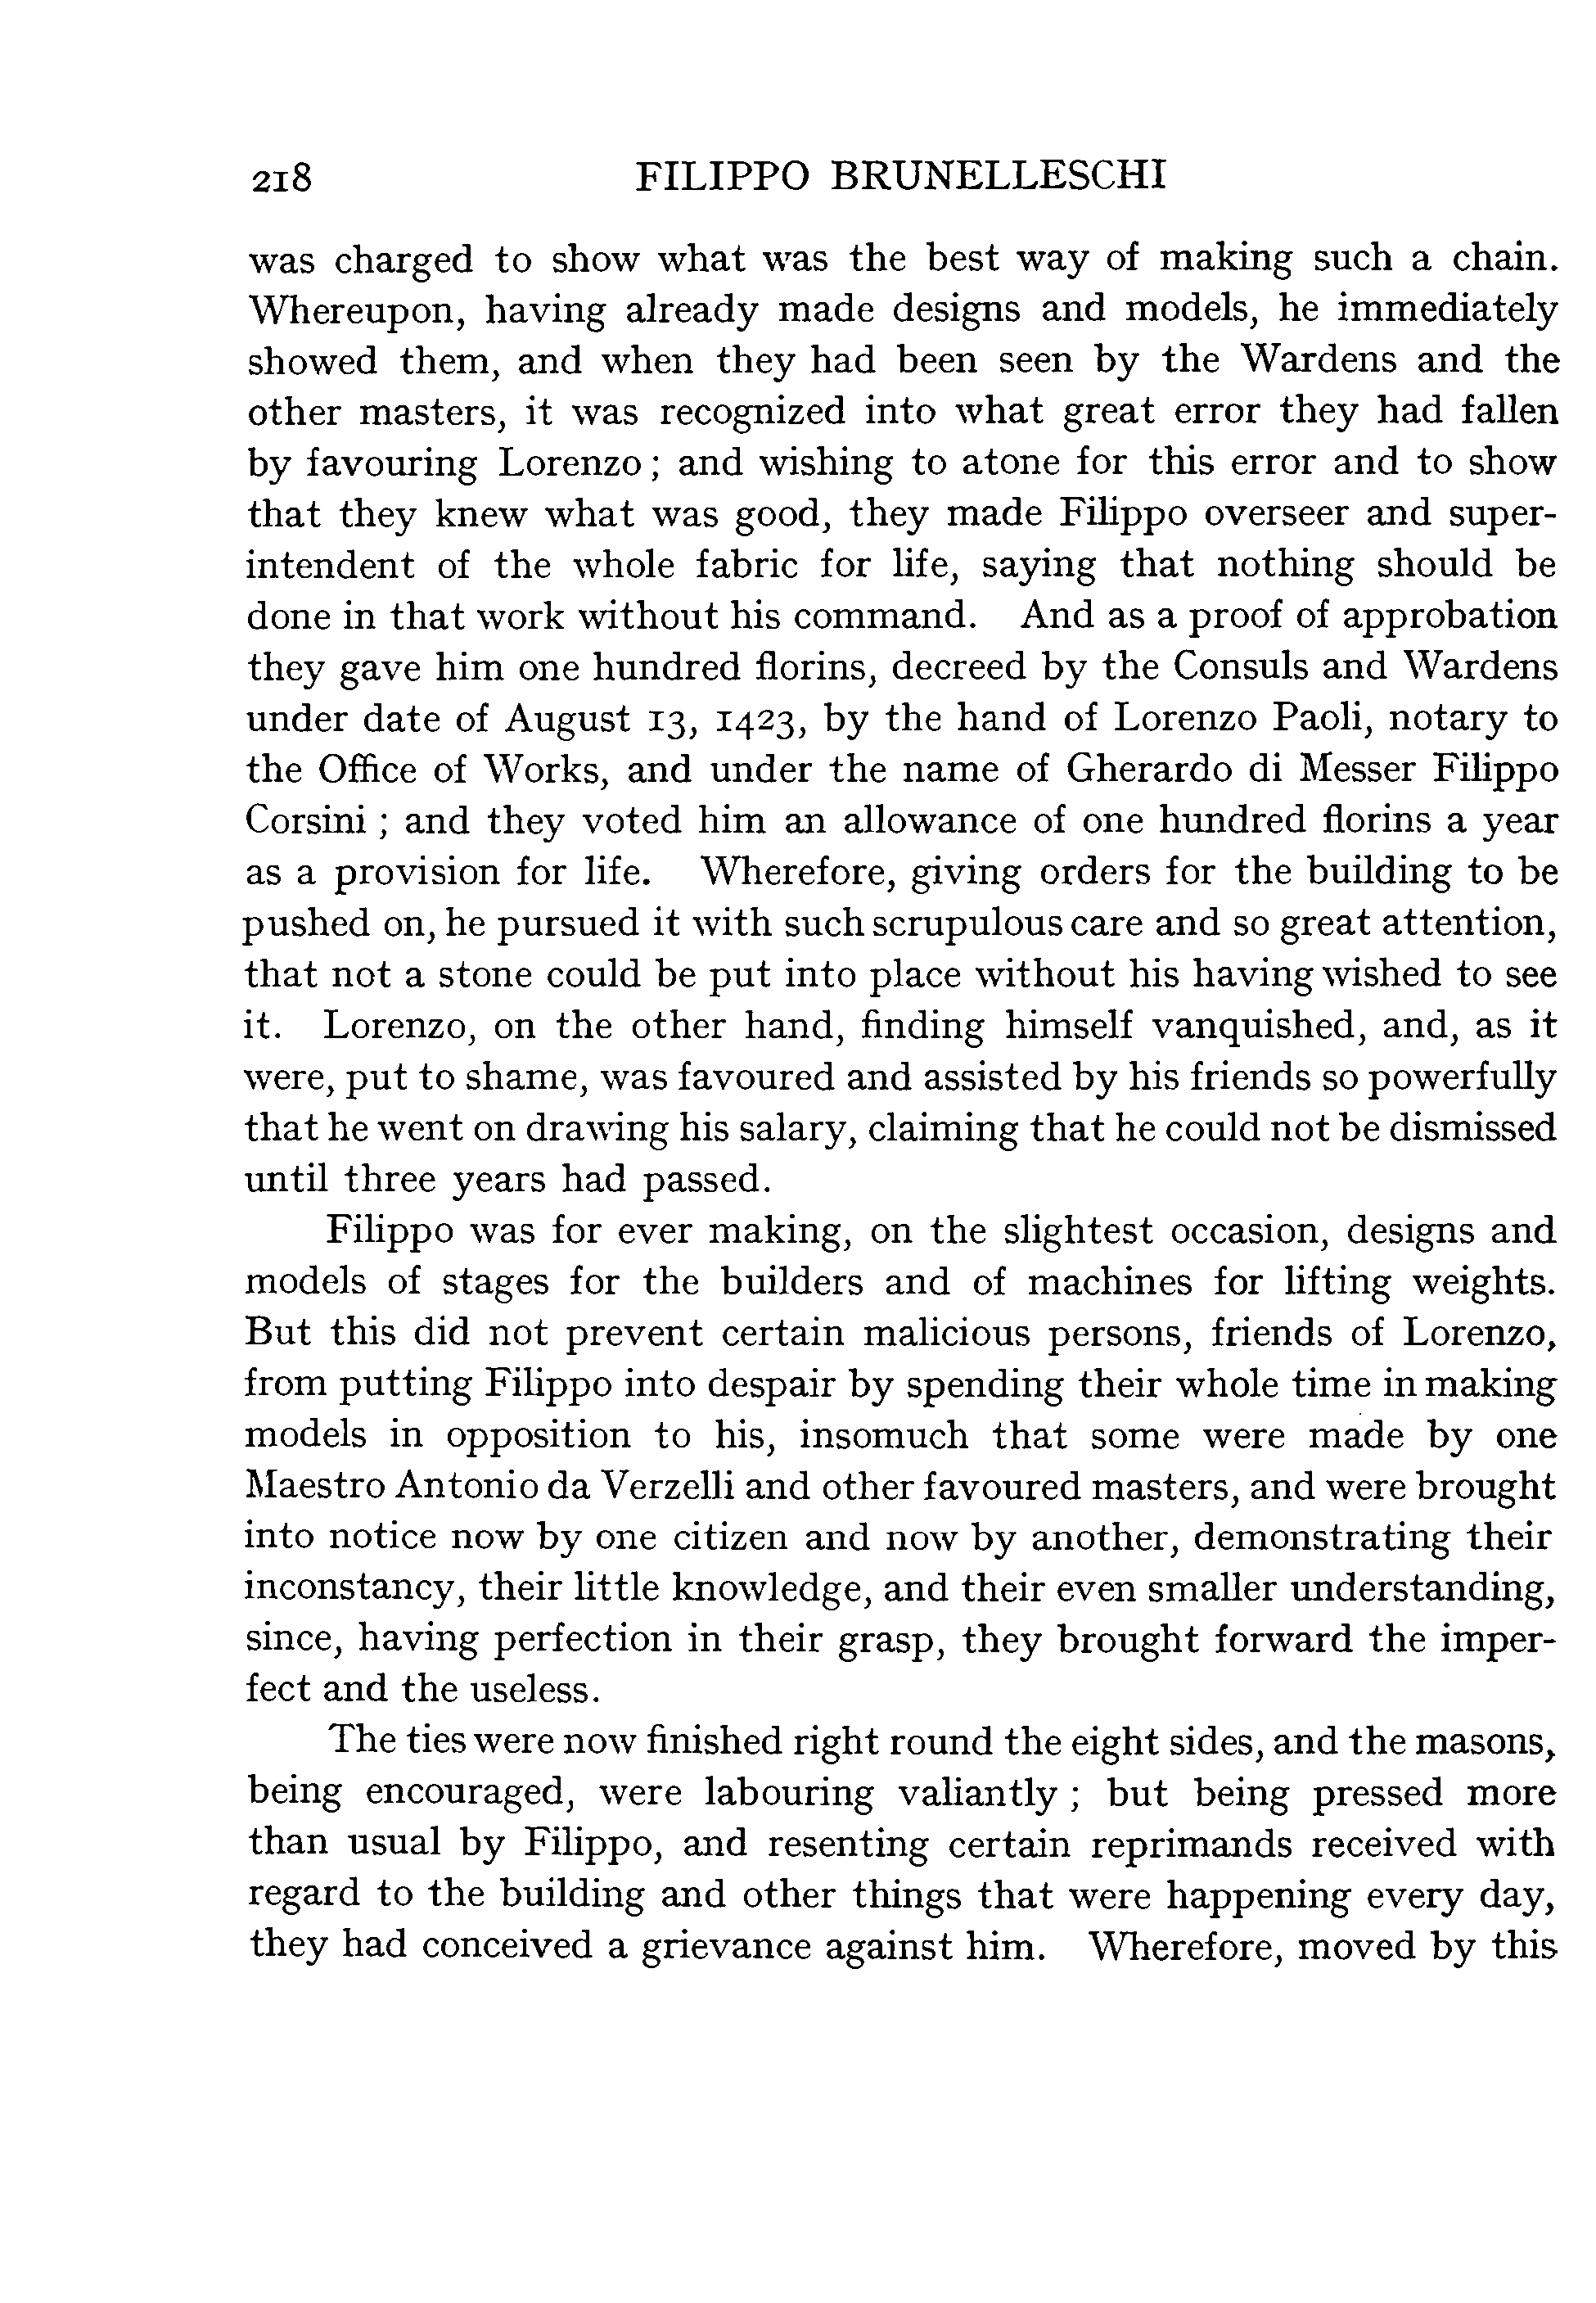 218 FILIPPO BRUNELLESCHI
was charged to show what was the best way of making such a chain.
Whereupon, having already made designs and models, he immediately
showed them, and when they had been seen by the Wardens and the
other masters, it was recognized into what great error they had fallen
by favouring Lorenzo ; and wishing to atone for this error and to show
that they knew what was good, they made Filippo overseer and super-
intendent of the whole fabric for life, saying that nothing should be
done in that work without his command. And as a proof of approbation
they gave him one hundred florins, decreed by the Consuls and Wardens
under date of August 13, 1423, by the hand of Lorenzo Paoli, notary to
the Office of Works, and under the name of Gherardo di Messer Filippo
Corsini ; and they voted him an allowance of one hundred florins a year
as a provision for life. Wherefore, giving orders for the building to be
pushed on, he pursued it with such scrupulous care and so great attention,
that not a stone could be put into place without his having wished to see
it. Lorenzo, on the other hand, finding himself vanquished, and, as it
were, put to shame, was favoured and assisted by his friends so powerfully
that he went on drawing his salary, claiming that he could not be dismissed
until three years had passed.
Filippo was for ever making, on the slightest occasion, designs and
models of stages for the builders and of machines for lifting weights.
But this did not prevent certain malicious persons, friends of Lorenzo,
from putting Filippo into despair by spending their whole time in making
models in opposition to his, insomuch that some were made by one
Maestro Antonio da Verzelli and other favoured masters, and were brought
into notice now by one citizen and now by another, demonstrating their
inconstancy, their little knowledge, and their even smaller understanding,
since, having perfection in their grasp, they brought forward the imper-
fect and the useless.
The ties were now finished right round the eight sides, and the masons,
being encouraged, were labouring valiantly ; but being pressed more
than usual by Filippo, and resenting certain reprimands received with
regard to the building and other things that were happening every day,
they had conceived a grievance against him. Wherefore, moved by this